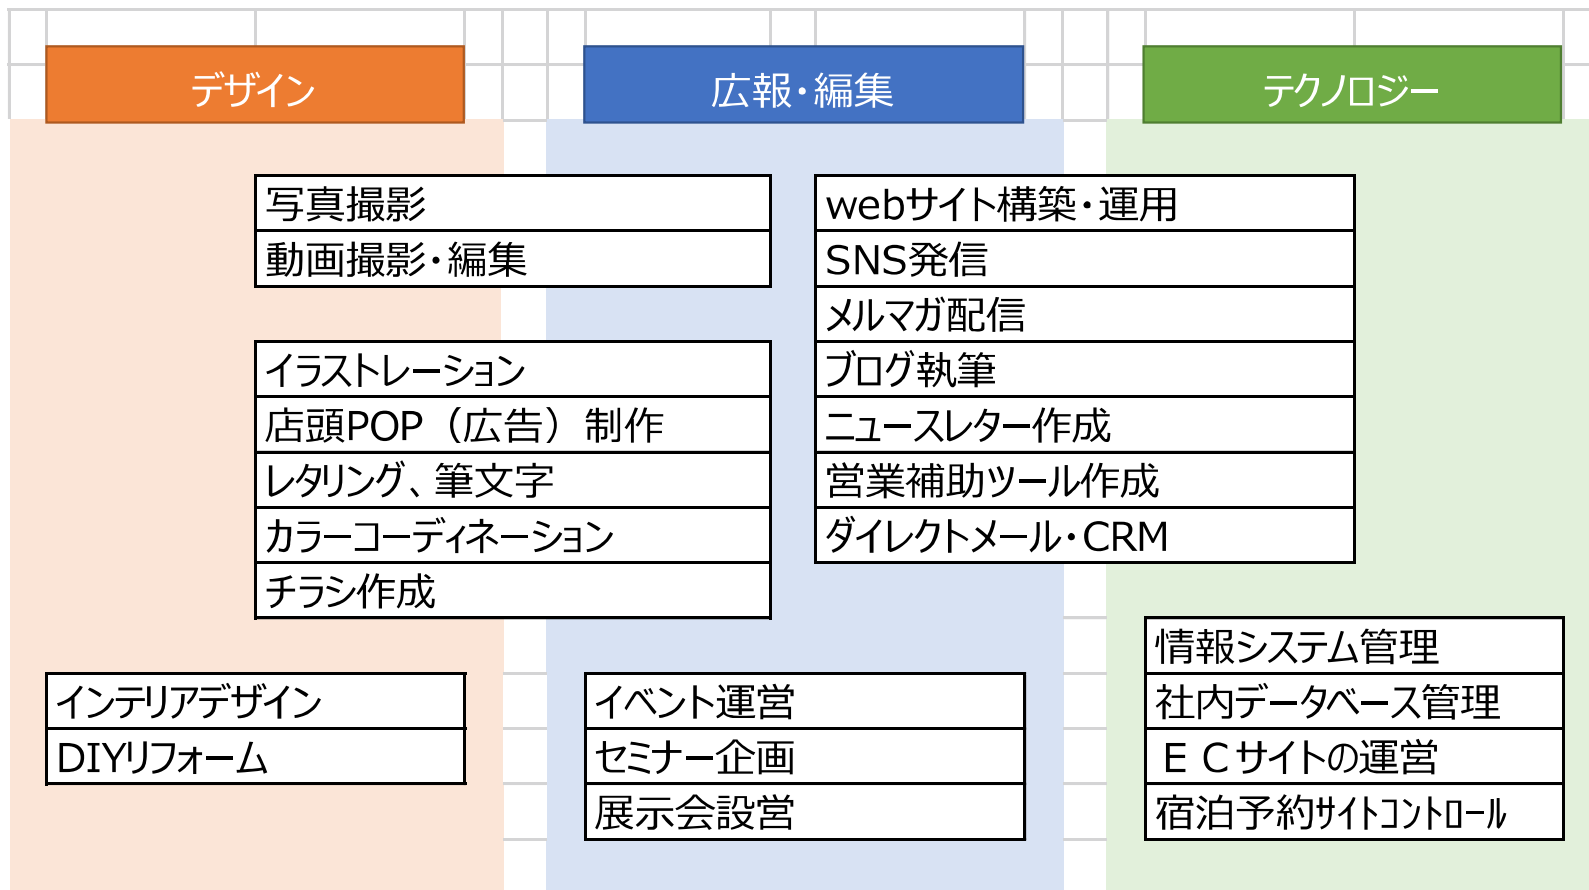 デザイン
広報・編集
テクノロジー
写真撮影
動画撮影・編集
イラストレーション
店頭POP（広告）制作
レタリング、筆文字
カラーコーディネーション
チラシ作成
webサイト構築・運用
SNS発信
メルマガ配信
ブログ執筆
ニュースレター作成
営業補助ツール作成
ダイレクトメール・CRM
インテリアデザイン
DIYリフォーム
イベント運営
セミナー企画
展示会設営
情報システム管理
社内データベース管理
ＥＣサイトの運営
宿泊予約ｻｲﾄｺﾝﾄﾛｰﾙ